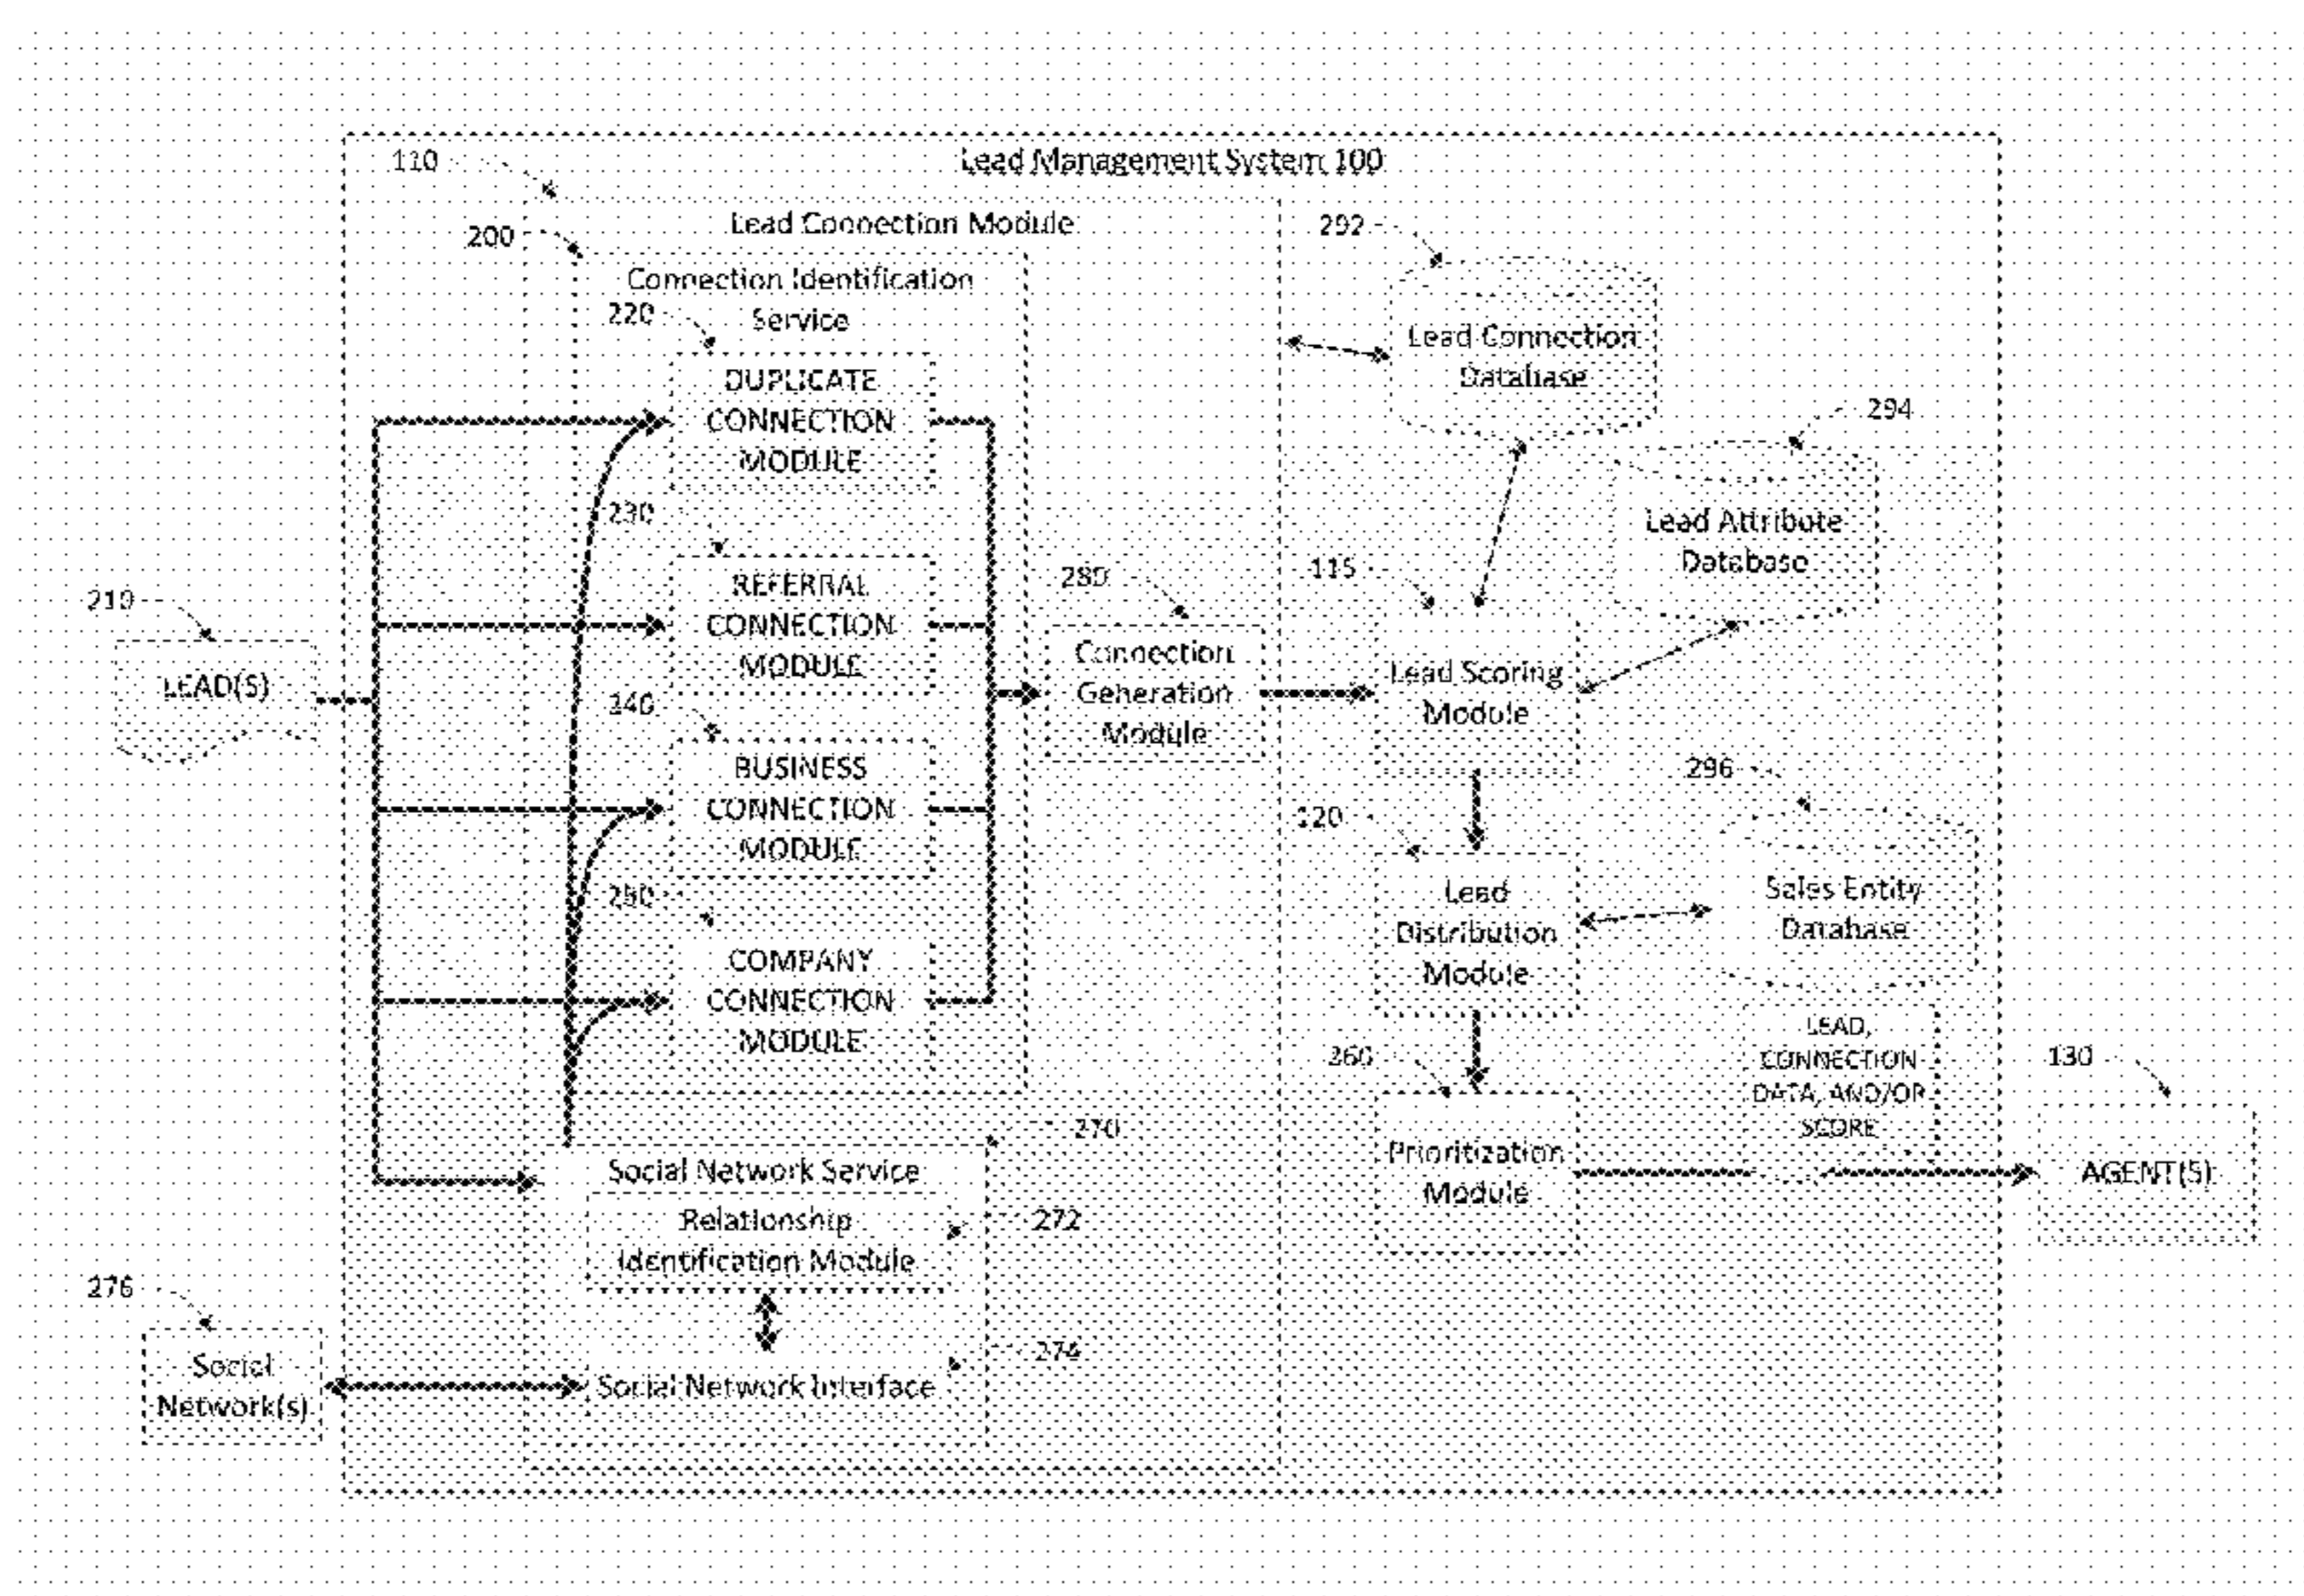 110
Lead Management System 100
200
Lead Connection Module
292
Connection Identification
Service
220
Lead Connection
Database
DUPLICATE
CONNECTION
MODULE
294
230
Lead Attribute
Database
REFERRAL
CONNECTION
MODULE
280
115
210
LEAD(S)
Connection
Generation
Module
Lead Scoring
Module
240
BUSINESS
CONNECTION
MODULE
296
120
250
Lead
Distribution
Module
Sales Entity
Database
COMPANY
CONNECTION
MODULE
260
LEAD,
CONNECTION
DATA, AND/OR
SCORE
130
270
Social Network Service
Prioritization
Module
AGENT(S)
Relationship
Identification Module
272
276
274
Social
Network(s)
Social Network Interface